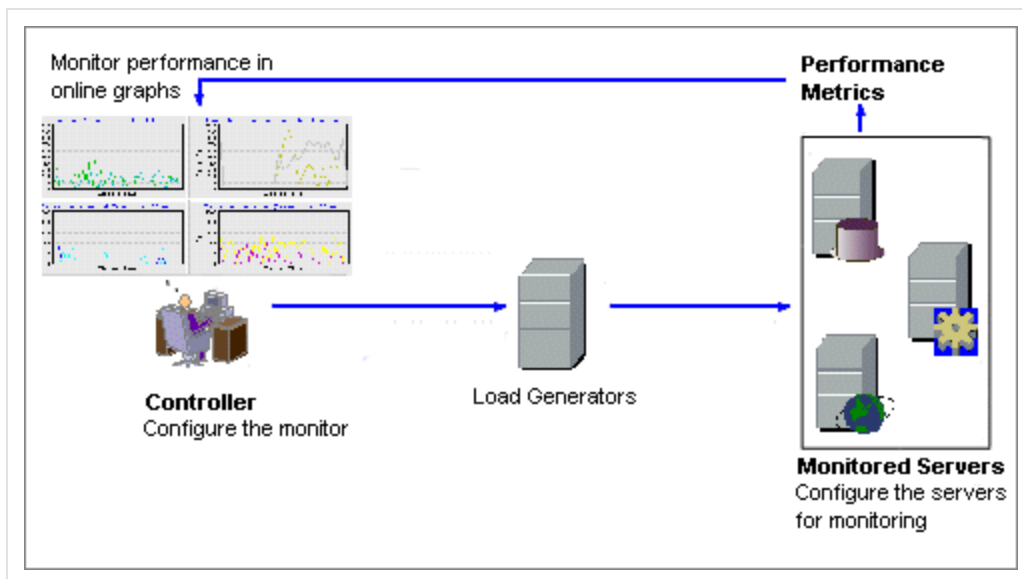 Monitor performance in
online graphs
Performance
Metrics
Controller
Configure the monitor
Load Generators
Monitored Servers
Configure the servers
for monitoring